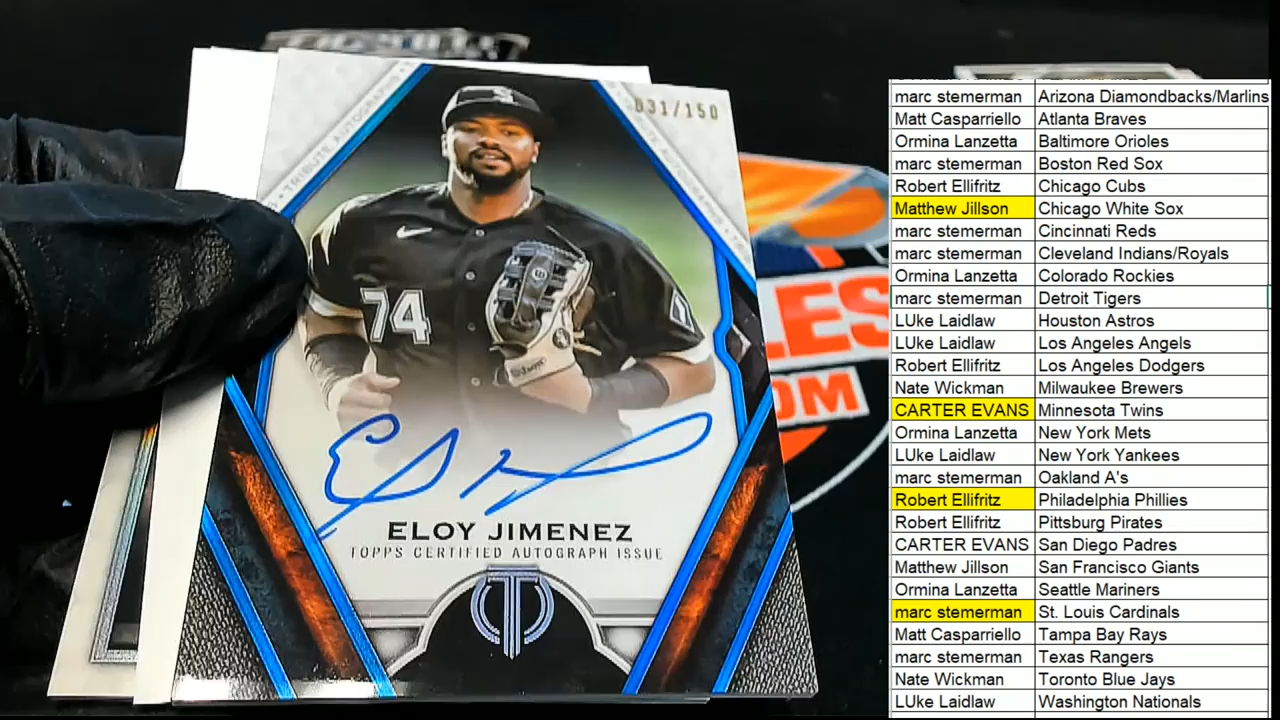 TRIBUTE AUTOGRAPHS
031/150
74
ELOY JIMENEZ
TOPPS CERTIFIED AUTOGRAPH ISSUE
LES
OM
marc stemerman Arizona Diamondbacks/Marlins
Matt Casparriello Atlanta Braves
Ormina Lanzetta Baltimore Orioles
marc stemerman Boston Red Sox
Robert Ellifritz Chicago Cubs
Matthew Jillson Chicago White Sox
marc stemerman Cincinnati Reds
marc stemerman Cleveland Indians/Royals
Ormina Lanzetta Colorado Rockies
marc stemerman Detroit Tigers
LUke Laidlaw Houston Astros
LUke Laidlaw Los Angeles Angels
Robert Ellifritz Los Angeles Dodgers
Nate Wickman Milwaukee Brewers
CARTER EVANS Minnesota Twins
Ormina Lanzetta New York Mets
LUke Laidlaw New York Yankees
marc stemerman Oakland A's
Robert Ellifritz Philadelphia Phillies
Robert Ellifritz Pittsburg Pirates
CARTER EVANS San Diego Padres
Matthew Jillson San Francisco Giants
Ormina Lanzetta Seattle Mariners
marc stemerman St. Louis Cardinals
Matt Casparriello Tampa Bay Rays
marc stemerman Texas Rangers
Nate Wickman Toronto Blue Jays
LUke Laidlaw Washington Nationals